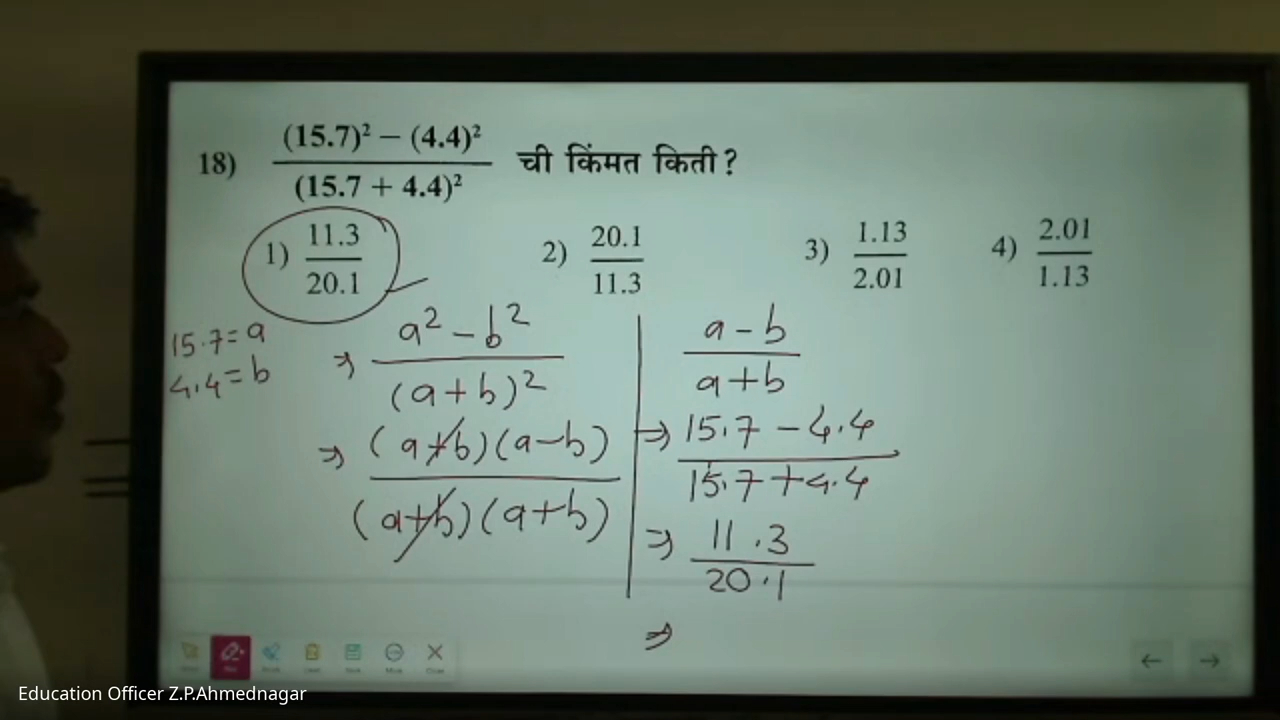 18) (15.7)² − (4.4)² / (15.7 + 4.4)² ची किंमत किती ?
1) 11.3 / 20.1 2) 20.1 / 11.3 3) 1.13 / 2.01 4) 2.01 / 1.13
15.7 = a
4.4 = b
⇒ a² − b² / (a+b)²
⇒ (a+b)(a−b) / (a+b)(a+b)
a − b / a + b
⇒ 15.7 − 4.4 / 15.7 + 4.4
⇒ 11.3 / 20.1
⇒
Education Officer Z.P.Ahmednagar